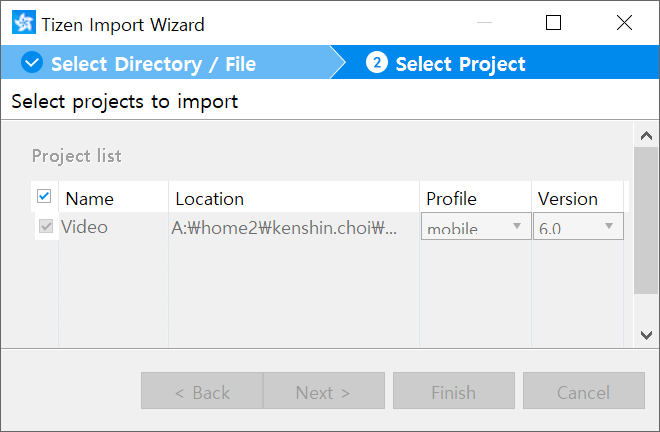 Tizen Import Wizard
Select Directory / File
2 Select Project
Select projects to import
Project list
Name Location Profile Version
Video A:₩home2₩kenshin.choi₩... mobile 6.0
< Back Next > Finish Cancel